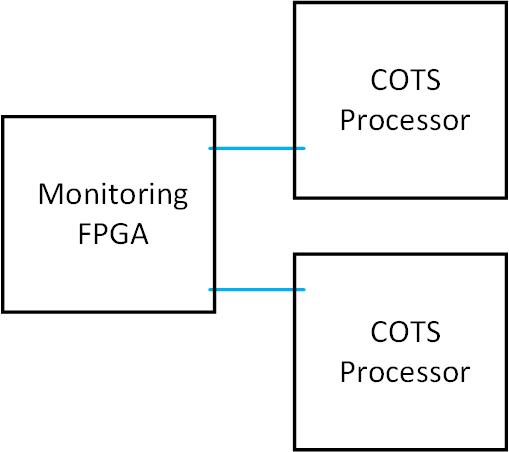 COTS
Processor
Monitoring
FPGA
COTS
Processor